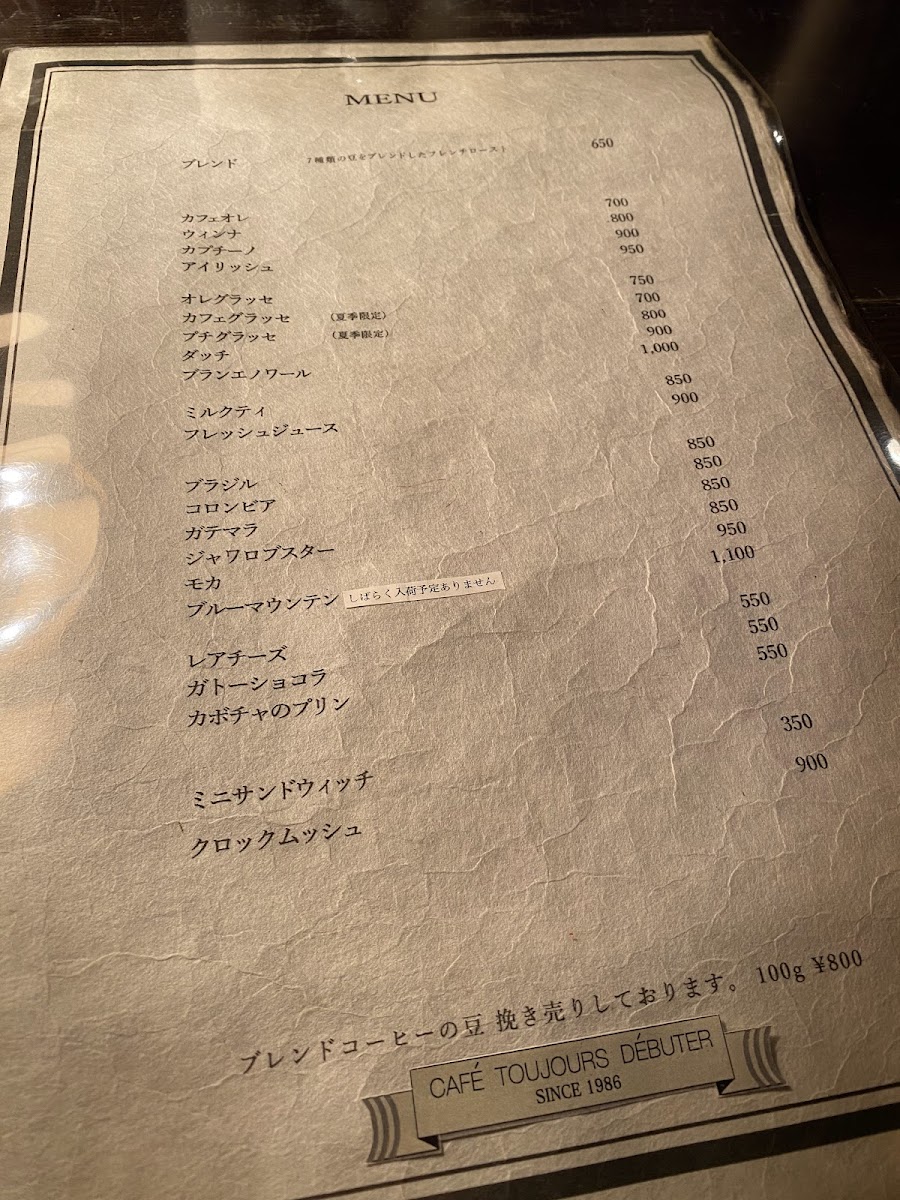 MENU
ブレンド 7種類の豆をブレンドしたフレンチロースト 650
カフェオレ 700
ウィンナ 800
カプチーノ 900
アイリッシュ 950
オレグラッセ 750
カフェグラッセ (夏季限定) 700
プチグラッセ (夏季限定) 800
ダッチ 900
ブランエノワール 1,000
ミルクティ 850
フレッシュジュース 900
ブラジル 850
コロンビア 850
ガテマラ 850
ジャワロブスター 850
モカ 950
ブルーマウンテン しばらく入荷予定ありません 1,100
レアチーズ 550
ガトーショコラ 550
カボチャのプリン 550
ミニサンドウィッチ 350
クロックムッシュ 900
ブレンドコーヒーの豆 挽き売りしております。 100g ¥800
CAFÉ TOUJOURS DÉBUTER
SINCE 1986